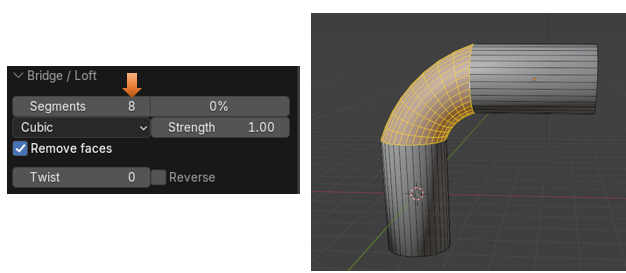 Bridge / Loft
Segments 8 0%
Cubic Strength 1.00
Remove faces
Twist 0 Reverse